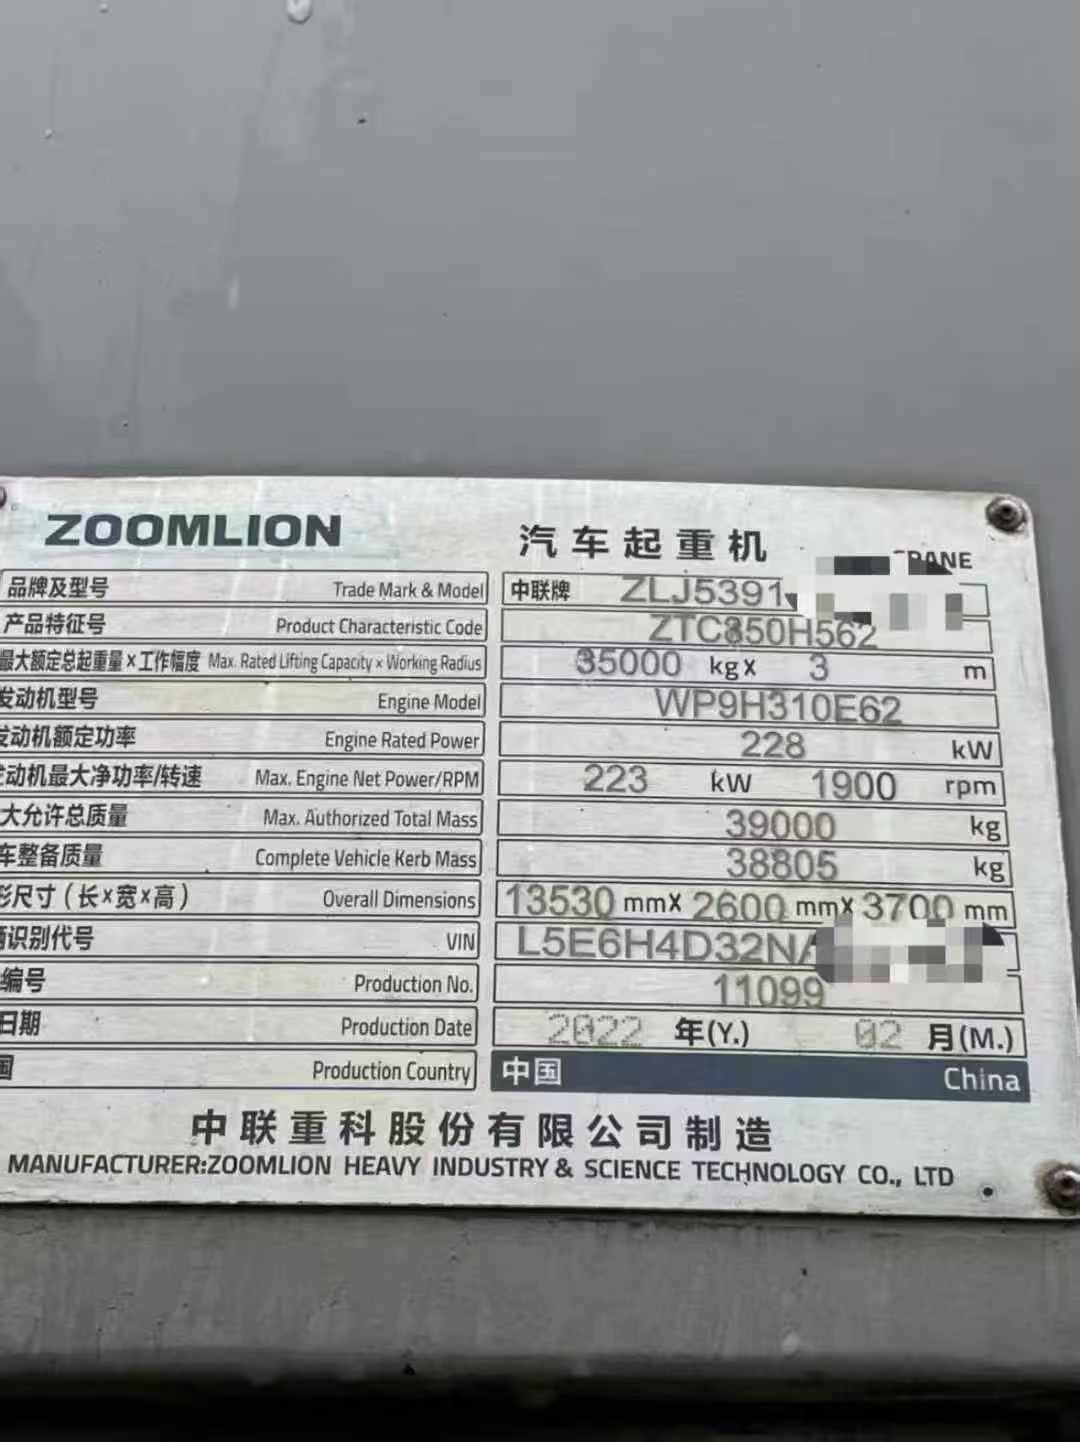 ZOOMLION 汽车起重机
品牌及型号 Trade Mark & Model 中联牌 ZLJ5391
产品特征号 Product Characteristic Code ZTC850H562
最大额定总起重量×工作幅度 Max. Rated Lifting Capacity × Working Radius 85000 kg× 3 m
发动机型号 Engine Model WP9H310E62
发动机额定功率 Engine Rated Power 228 kW
发动机最大净功率/转速 Max. Engine Net Power/RPM 223 kW 1900 rpm
大允许总质量 Max. Authorized Total Mass 39000 kg
车整备质量 Complete Vehicle Kerb Mass 38805 kg
形尺寸(长×宽×高) Overall Dimensions 13530 mm× 2600 mm× 3700 mm
辆识别代号 VIN L5E6H4D32NA
编号 Production No. 11099
日期 Production Date 2022 年(Y.) 02 月(M.)
国 Production Country 中国 China
中联重科股份有限公司制造
MANUFACTURER:ZOOMLION HEAVY INDUSTRY & SCIENCE TECHNOLOGY CO., LTD